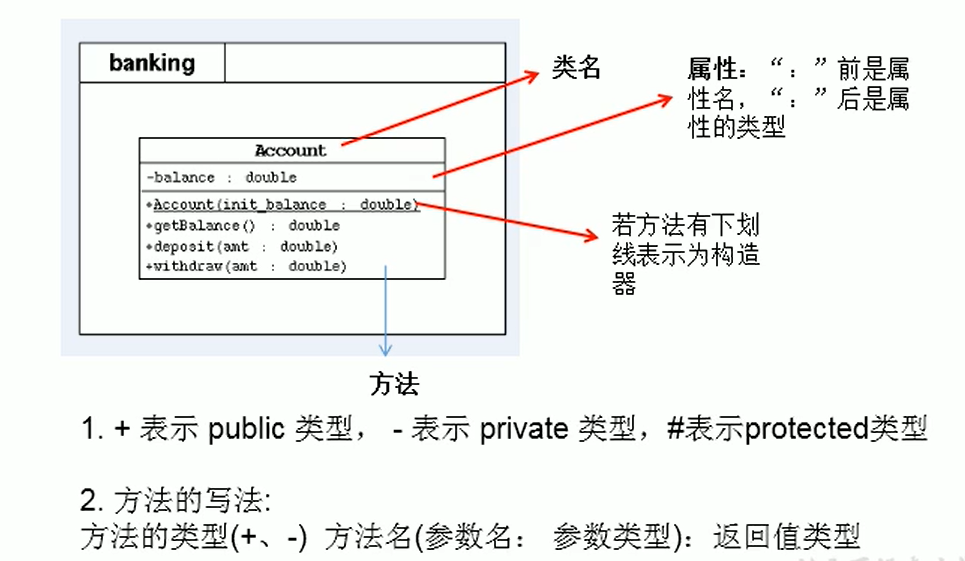 banking
类名
属性：“：”前是属
性名，“：”后是属
性的类型
Account
-balance : double
+Account(init_balance : double)
+getBalance() : double
+deposit(amt : double)
+withdraw(amt : double)
若方法有下划
线表示为构造
器
方法
1. + 表示 public 类型， - 表示 private 类型，#表示protected类型
2. 方法的写法:
方法的类型(+、-) 方法名(参数名： 参数类型)：返回值类型